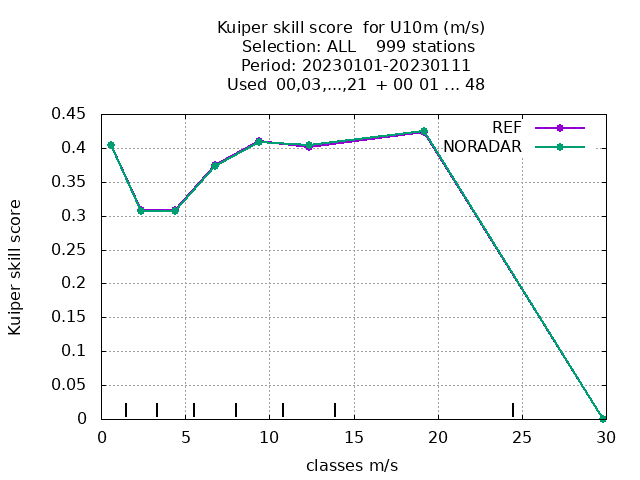 Kuiper skill score for U10m (m/s)
Selection: ALL 999 stations
Period: 20230101-20230111
Used 00,03,...,21 + 00 01 ... 48
REF
NORADAR
Kuiper skill score
0.45
0.4
0.35
0.3
0.25
0.2
0.15
0.1
0.05
0
0 5 10 15 20 25 30
classes m/s